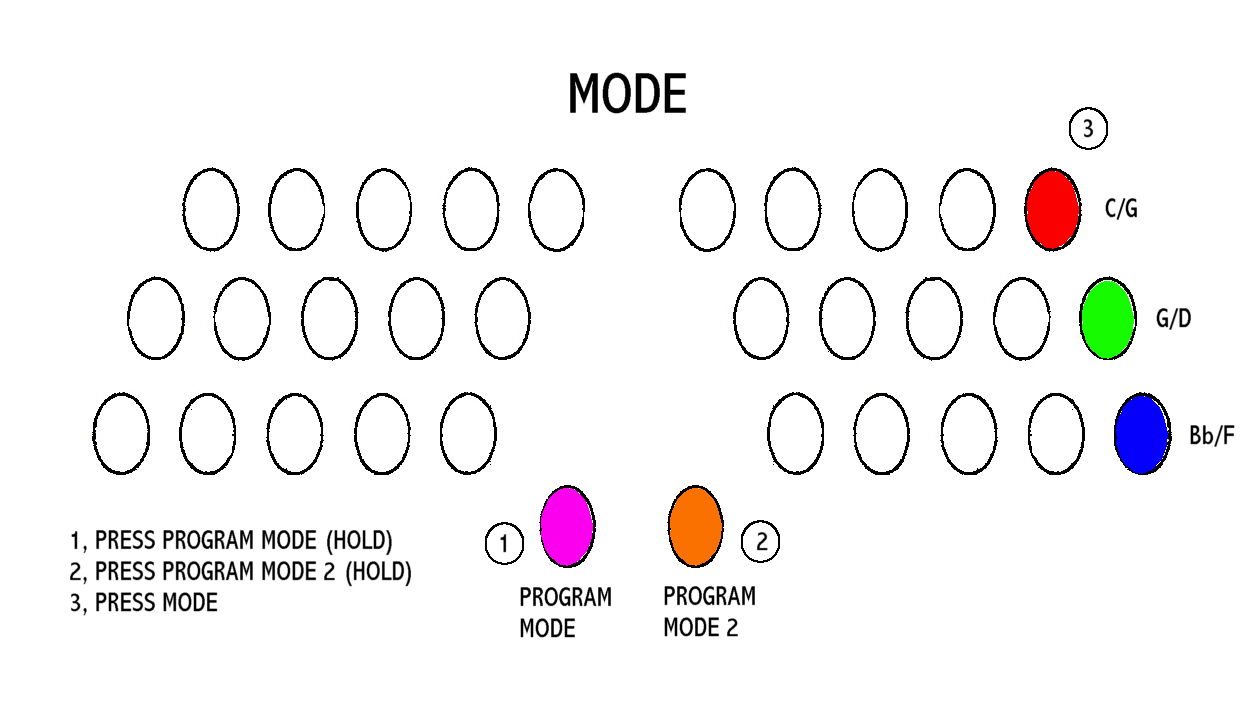 MODE
3
C/G
G/D
Bb/F
1, PRESS PROGRAM MODE (HOLD)
2, PRESS PROGRAM MODE 2 (HOLD)
3, PRESS MODE
1
2
PROGRAM
MODE
PROGRAM
MODE 2